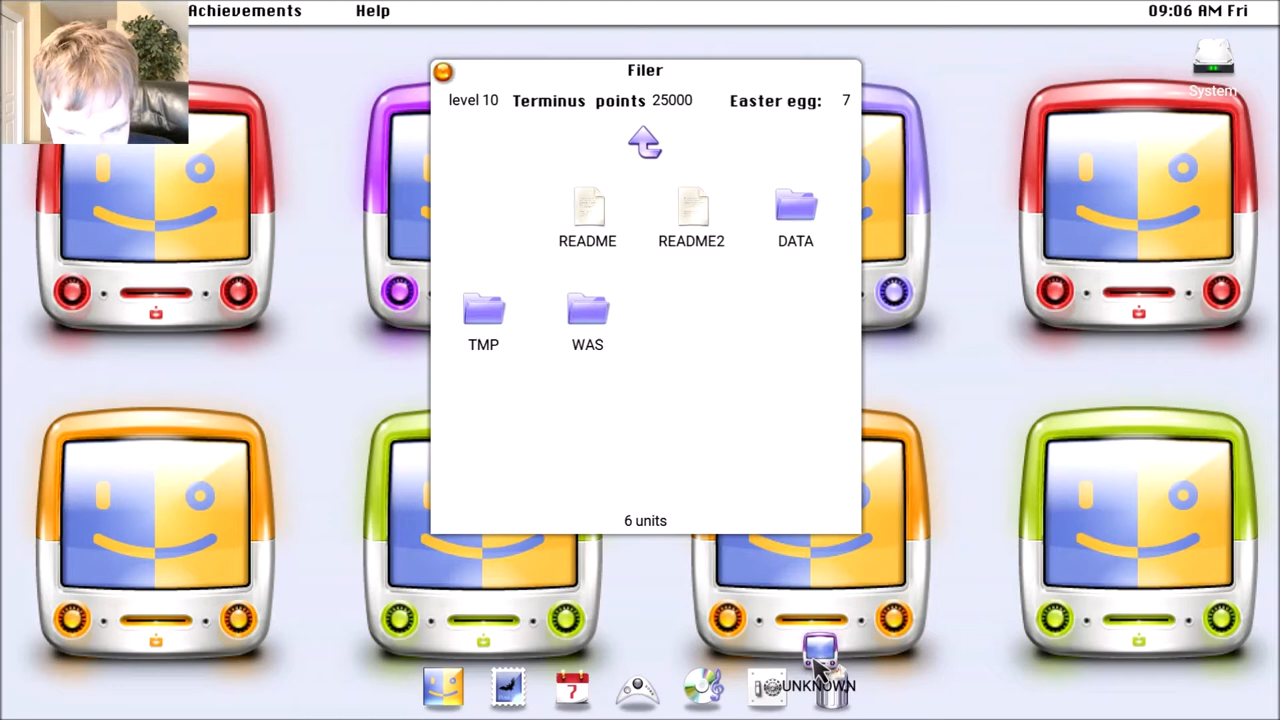 Achievements Help 09:06 AM Fri
Filer
level 10 Terminus points 25000 Easter egg: 7
System
README README2 DATA
TMP WAS
6 units
7
UNKNOWN